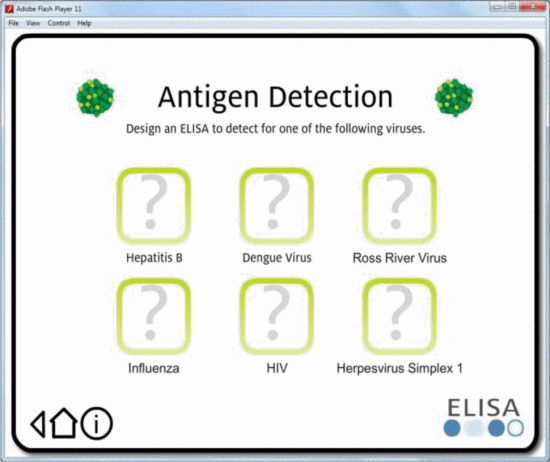 Adobe Flash Player 11
File View Control Help
Antigen Detection
Design an ELISA to detect for one of the following viruses.
? ? ?
Hepatitis B Dengue Virus Ross River Virus
? ? ?
Influenza HIV Herpesvirus Simplex 1
i ELISA